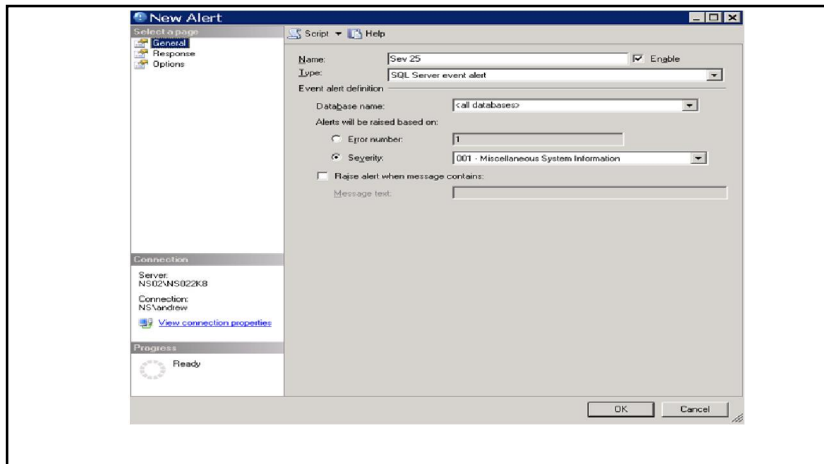 New Alert
Select a page
General
Response
Options
Script Help
Name: Sev 25 Enable
Type: SQL Server event alert
Event alert definition
Database name: <all databases>
Alerts will be raised based on:
Error number: 1
Severity: 001 - Miscellaneous System Information
Raise alert when message contains:
Message text:
Connection
Server:
NS02\NS022K8
Connection:
NS\andrew
View connection properties
Progress
Ready
OK Cancel